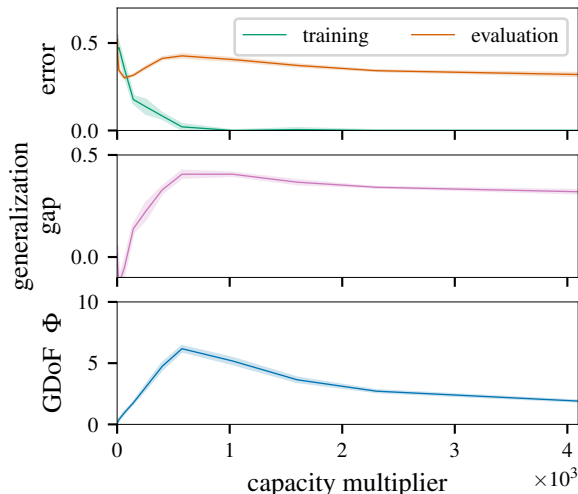 training evaluation
0.5
0.0
error
0.5
0.0
generalization
gap
10
5
0
GDoF Φ
0 1 2 3 4
×10³
capacity multiplier